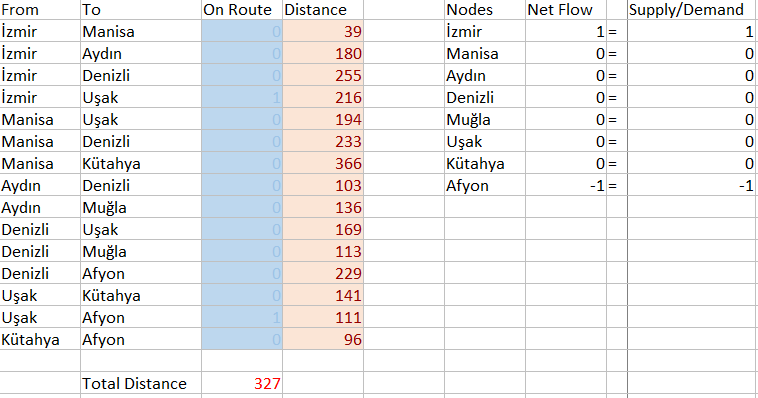 From To On Route Distance Nodes Net Flow Supply/Demand
İzmir Manisa 0 39 İzmir 1 = 1
İzmir Aydın 0 180 Manisa 0 = 0
İzmir Denizli 0 255 Aydın 0 = 0
İzmir Uşak 1 216 Denizli 0 = 0
Manisa Uşak 0 194 Muğla 0 = 0
Manisa Denizli 0 233 Uşak 0 = 0
Manisa Kütahya 0 366 Kütahya 0 = 0
Aydın Denizli 0 103 Afyon -1 = -1
Aydın Muğla 0 136
Denizli Uşak 0 169
Denizli Muğla 0 113
Denizli Afyon 0 229
Uşak Kütahya 0 141
Uşak Afyon 1 111
Kütahya Afyon 0 96
Total Distance 327